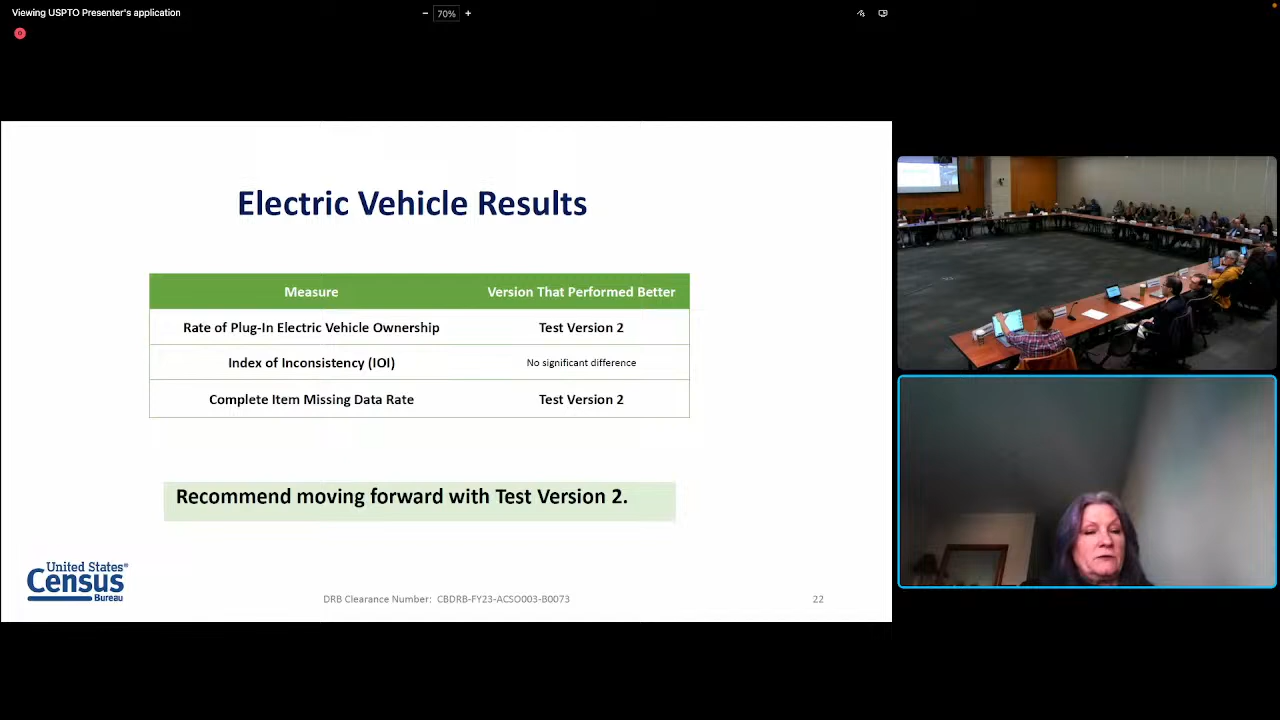 Viewing USPTO Presenter's application
− 70% +
Electric Vehicle Results
Measure Version That Performed Better
Rate of Plug-In Electric Vehicle Ownership Test Version 2
Index of Inconsistency (IOI) No significant difference
Complete Item Missing Data Rate Test Version 2
Recommend moving forward with Test Version 2.
United States®
Census
Bureau
DRB Clearance Number: CBDRB-FY23-ACSO003-B0073
22